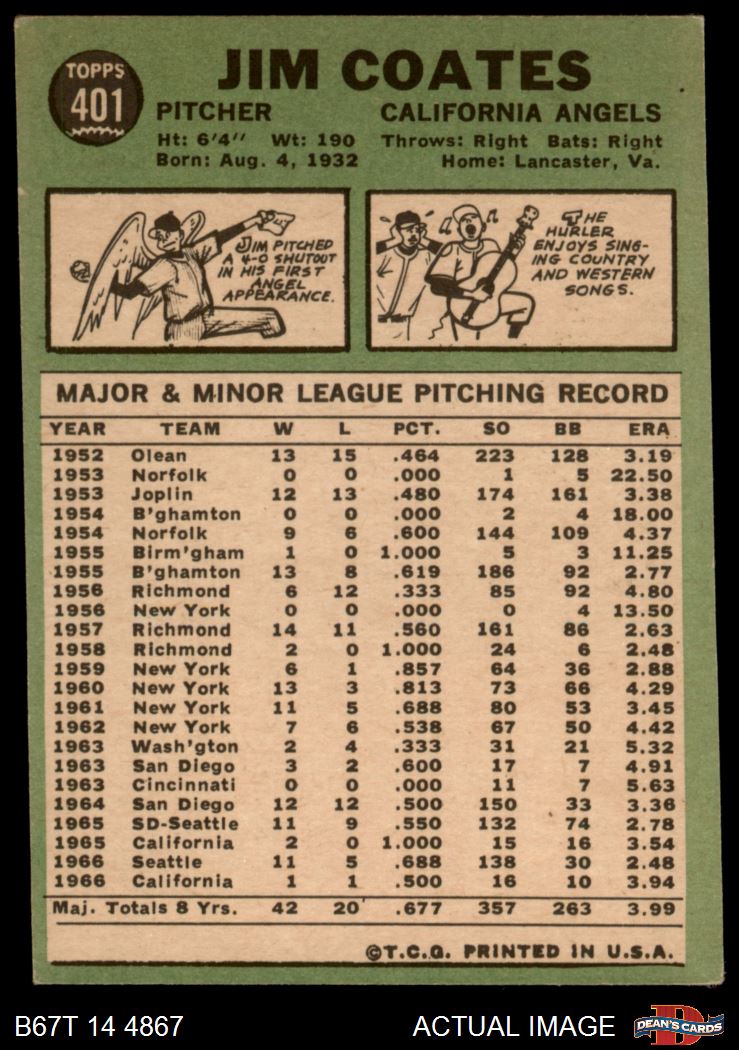 TOPPS
401
JIM COATES
PITCHER CALIFORNIA ANGELS
Ht: 6'4" Wt: 190 Throws: Right Bats: Right
Born: Aug. 4, 1932 Home: Lancaster, Va.
JIM PITCHED
A 4-0 SHUTOUT
IN HIS FIRST
ANGEL
APPEARANCE.
THE
HURLER
ENJOYS SING-
ING COUNTRY
AND WESTERN
SONGS.
MAJOR & MINOR LEAGUE PITCHING RECORD
YEAR TEAM W L PCT. SO BB ERA
1952 Olean 13 15 .464 223 128 3.19
1953 Norfolk 0 0 .000 1 5 22.50
1953 Joplin 12 13 .480 174 161 3.38
1954 B'ghamton 0 0 .000 2 4 18.00
1954 Norfolk 9 6 .600 144 109 4.37
1955 Birm'gham 1 0 1.000 5 3 11.25
1955 B'ghamton 13 8 .619 186 92 2.77
1956 Richmond 6 12 .333 85 92 4.80
1956 New York 0 0 .000 0 4 13.50
1957 Richmond 14 11 .560 161 86 2.63
1958 Richmond 2 0 1.000 24 6 2.48
1959 New York 6 1 .857 64 36 2.88
1960 New York 13 3 .813 73 66 4.29
1961 New York 11 5 .688 80 53 3.45
1962 New York 7 6 .538 67 50 4.42
1963 Wash'gton 2 4 .333 31 21 5.32
1963 San Diego 3 2 .600 17 7 4.91
1963 Cincinnati 0 0 .000 11 7 5.63
1964 San Diego 12 12 .500 150 33 3.36
1965 SD-Seattle 11 9 .550 132 74 2.78
1965 California 2 0 1.000 15 16 3.54
1966 Seattle 11 5 .688 138 30 2.48
1966 California 1 1 .500 16 10 3.94
Maj. Totals 8 Yrs. 42 20 .677 357 263 3.99
©T.C.G. PRINTED IN U.S.A.
B67T 14 4867 ACTUAL IMAGE DEAN'S CARDS